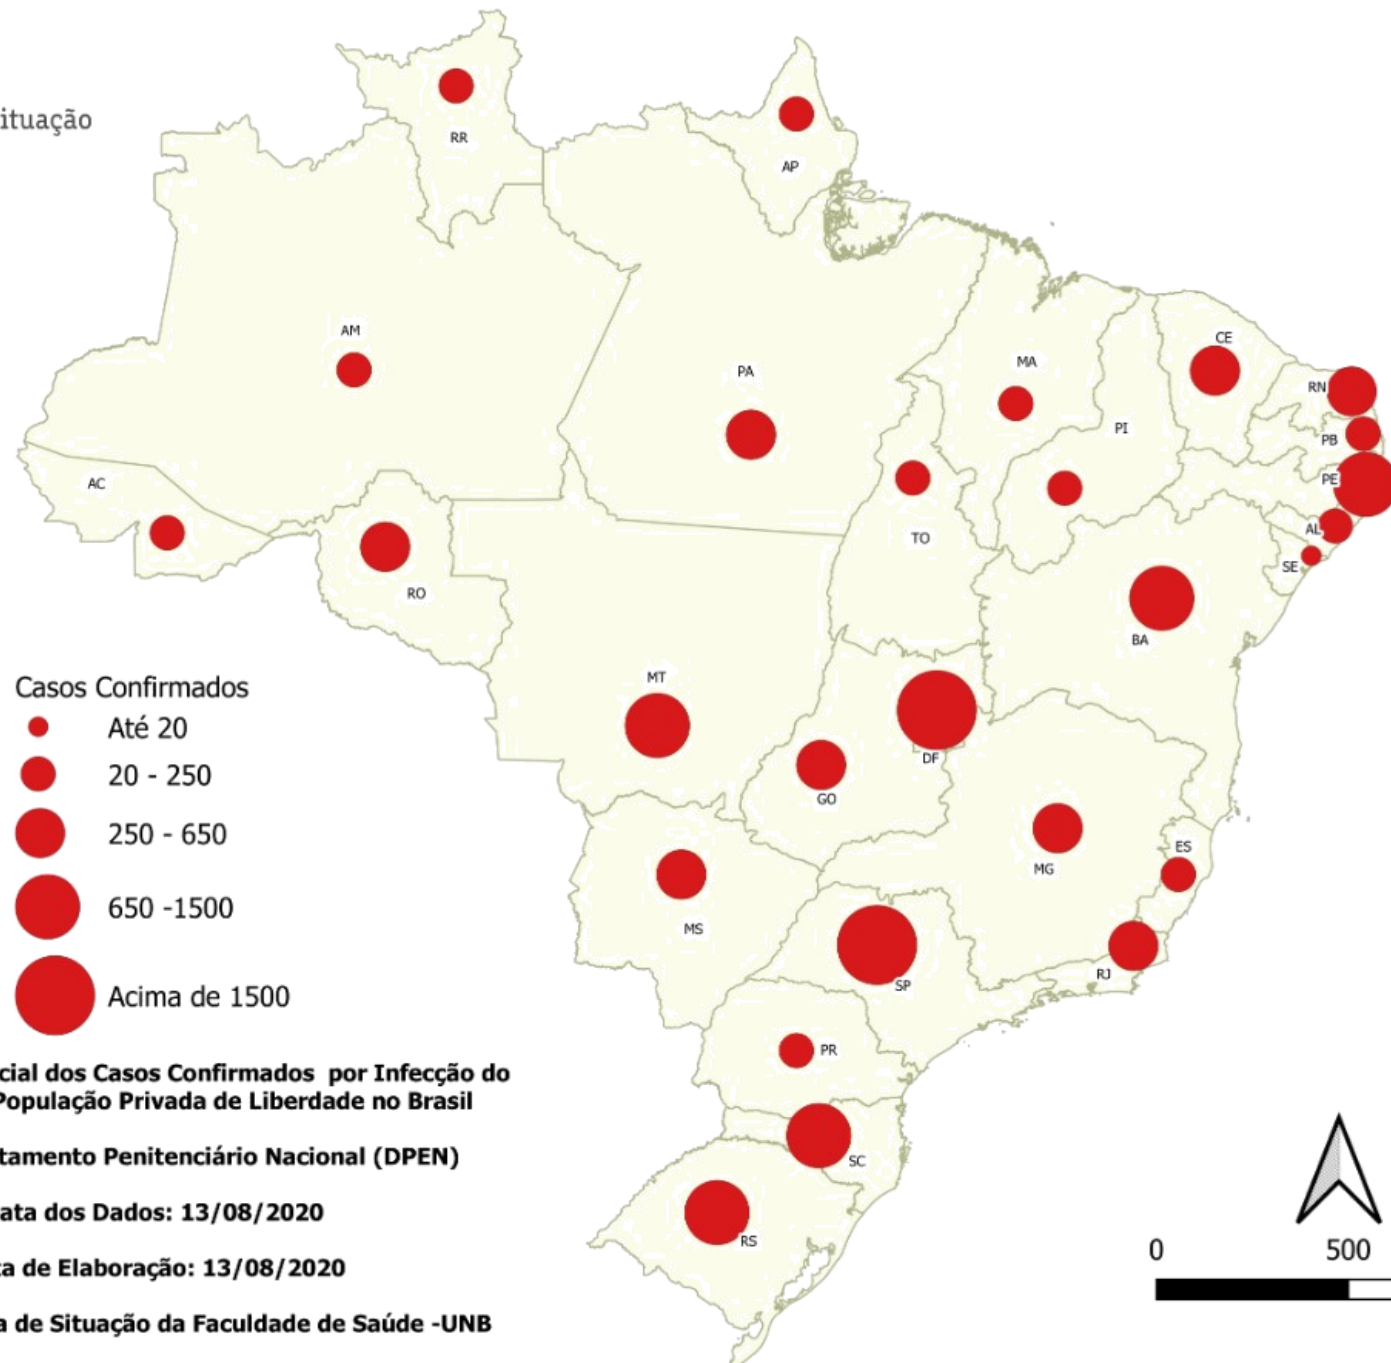 ituação
RR
AP
AM
PA
MA
CE
RN
PI
PB
PE
AC
AL
TO
SE
RO
BA
MT
DF
GO
MG
ES
MS
RJ
SP
PR
SC
RS
Casos Confirmados
Até 20
20 - 250
250 - 650
650 -1500
Acima de 1500
cial dos Casos Confirmados por Infecção do
População Privada de Liberdade no Brasil
tamento Penitenciário Nacional (DPEN)
ata dos Dados: 13/08/2020
a de Elaboração: 13/08/2020
a de Situação da Faculdade de Saúde -UNB
0 500